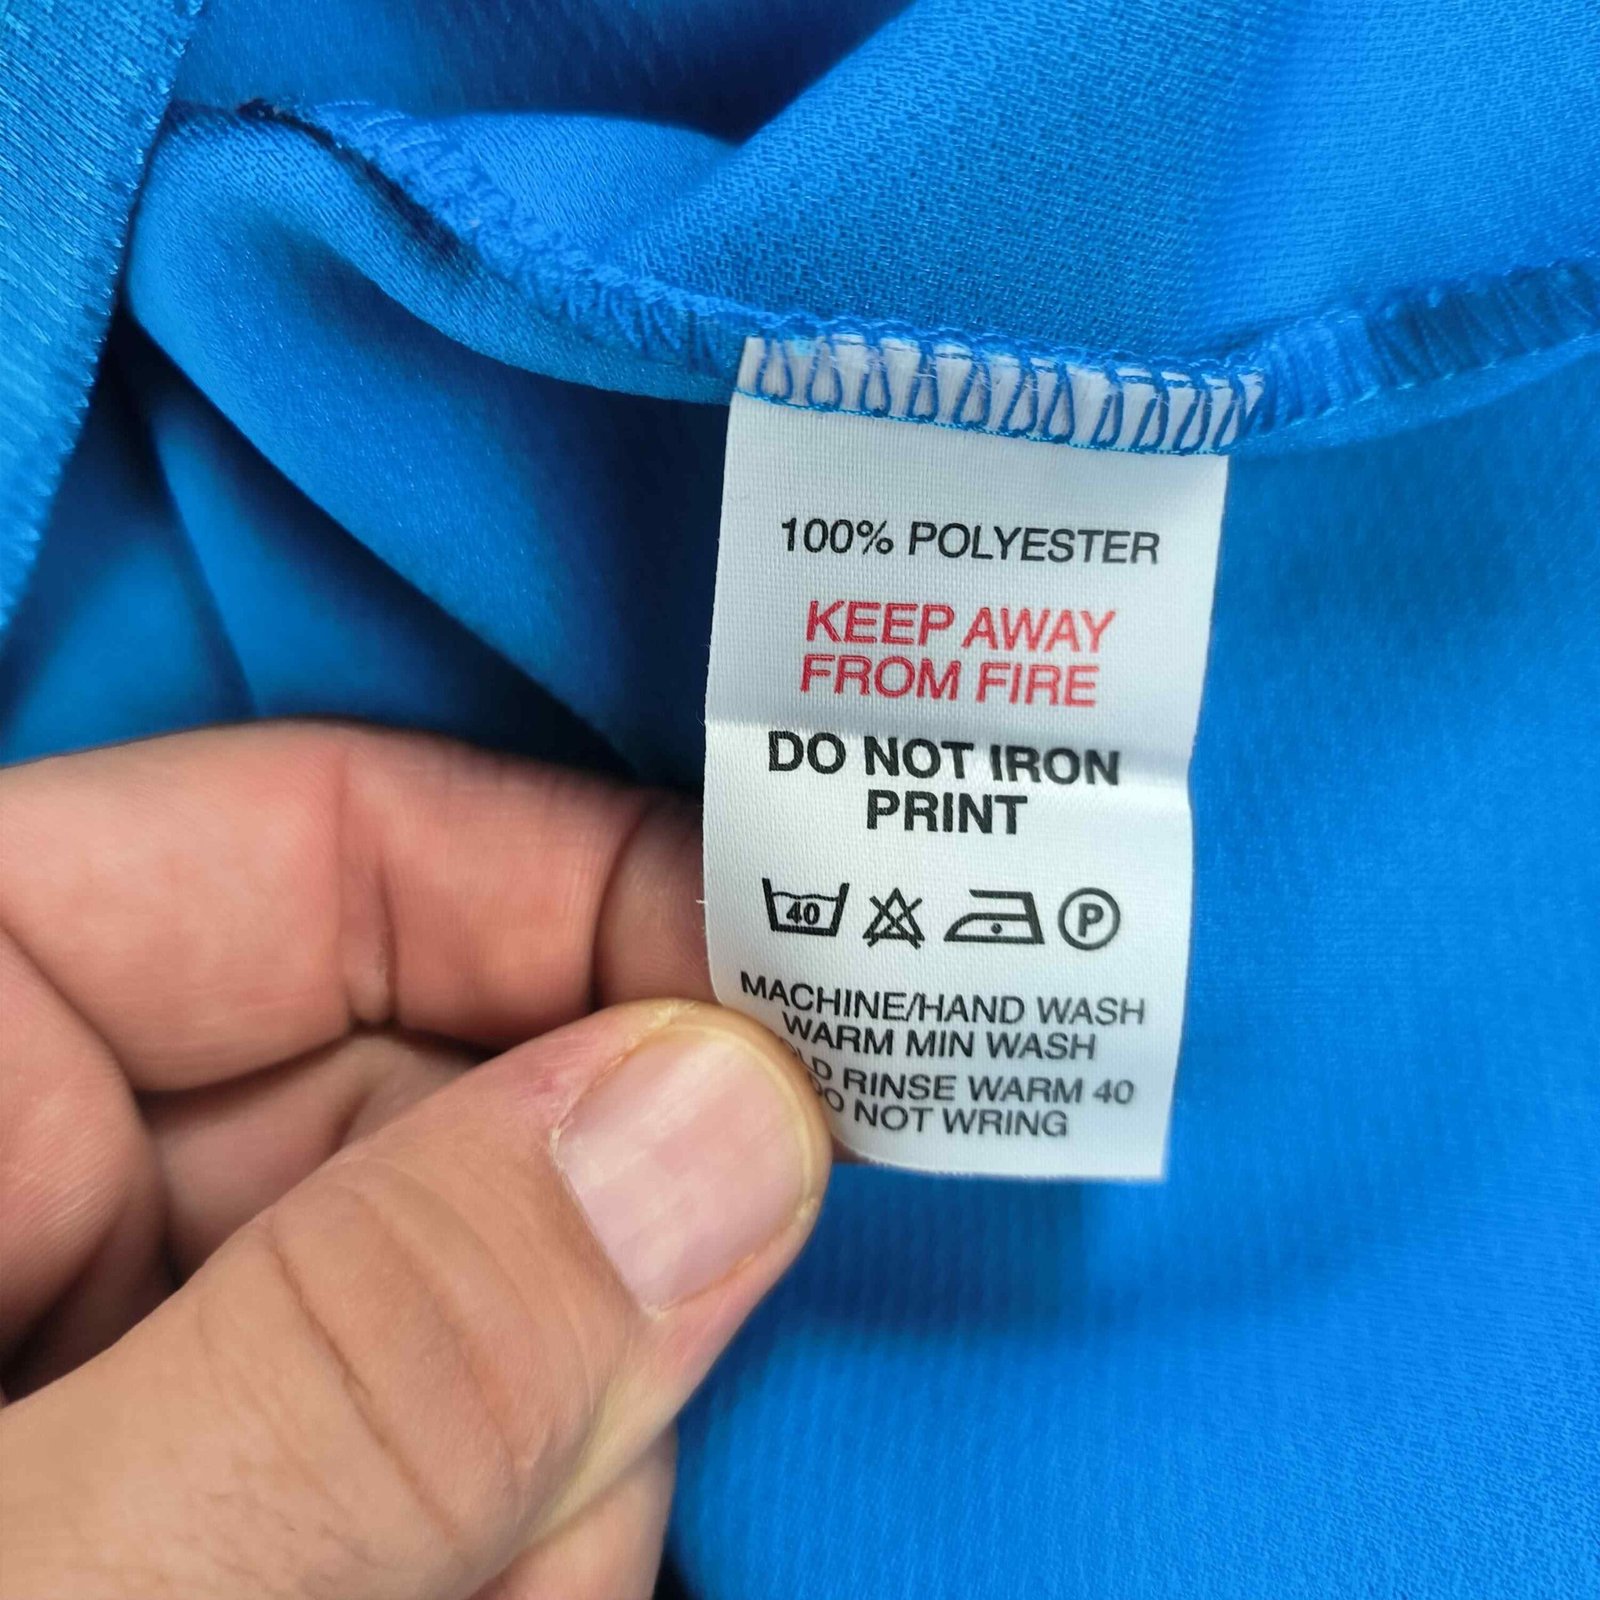 100% POLYESTER
KEEP AWAY
FROM FIRE
DO NOT IRON
PRINT
40 P
MACHINE/HAND WASH
WARM MIN WASH
RINSE WARM 40
NOT WRING